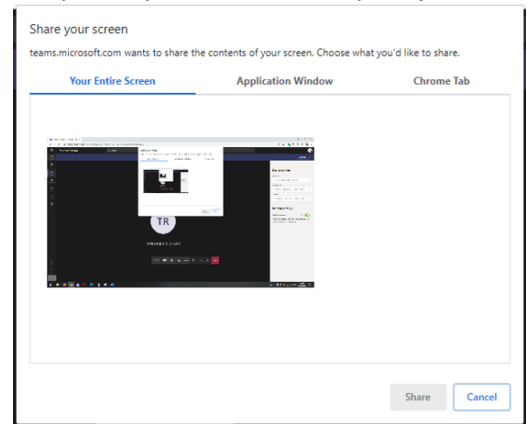 Share your screen
teams.microsoft.com wants to share the contents of your screen. Choose what you'd like to share.
Your Entire Screen Application Window Chrome Tab
TR
Share Cancel